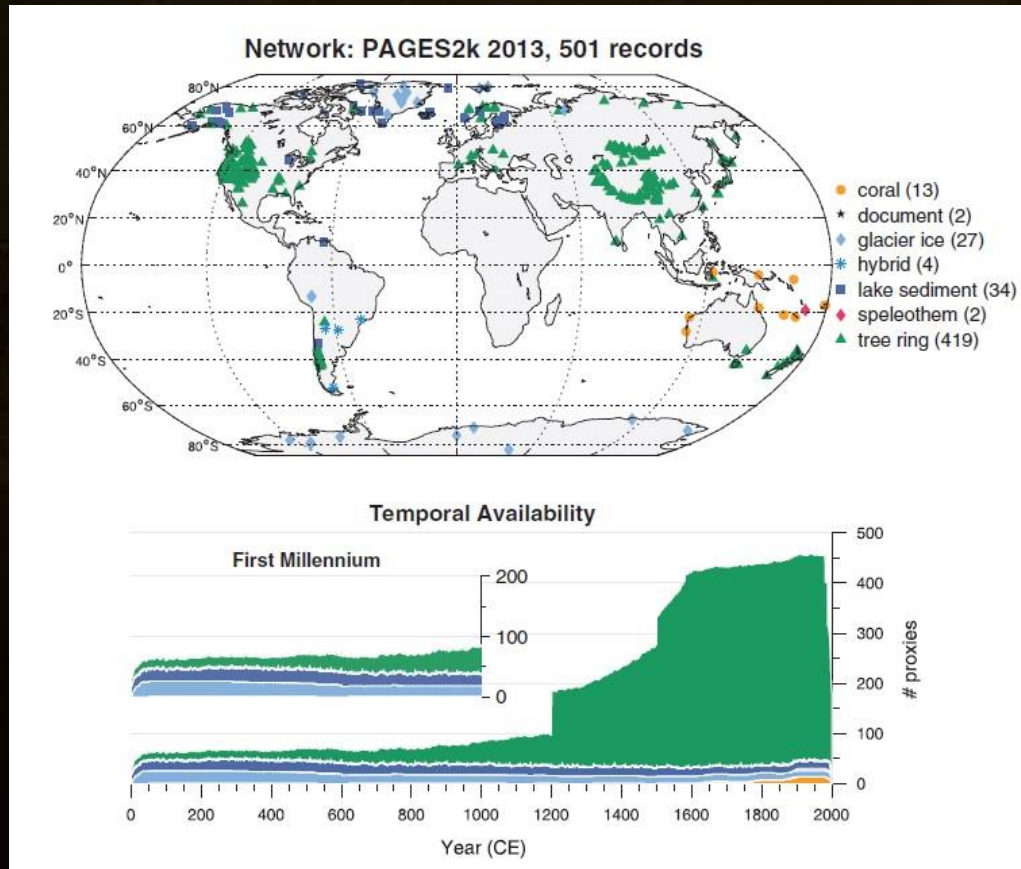 Network: PAGES2k 2013, 501 records
80°N
60°N
40°N
20°N
0°
20°S
40°S
60°S
80°S
coral (13)
document (2)
glacier ice (27)
hybrid (4)
lake sediment (34)
speleothem (2)
tree ring (419)
Temporal Availability
First Millennium
200
100
0
500
400
300
200
100
0
# proxies
0 200 400 600 800 1000 1200 1400 1600 1800 2000
Year (CE)